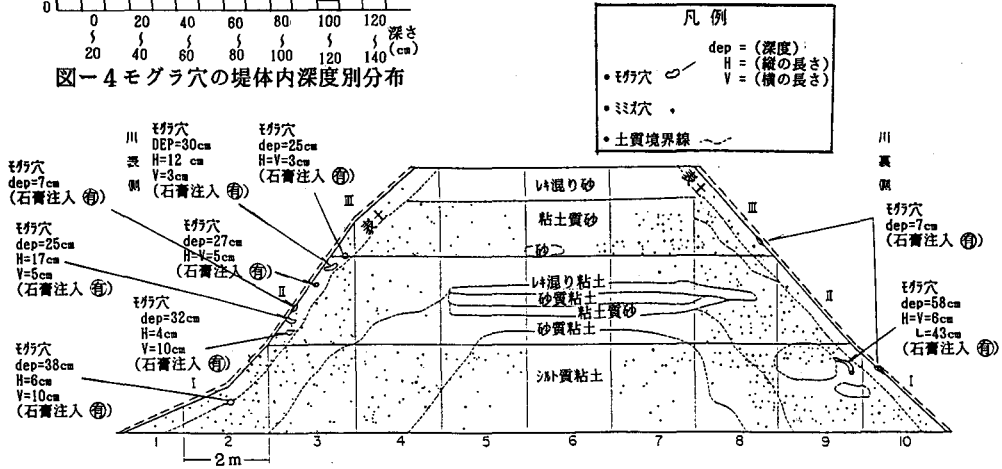 0
0 20 40 60 80 100 120
〜 〜 〜 〜 〜 〜 〜 深さ
20 40 60 80 100 120 140 (cm)
図-4 モグラ穴の堤体内深度別分布
凡例
dep = (深度)
H = (縦の長さ)
V = (横の長さ)
• モグラ穴
• ミミズ穴
• 土質境界線
川表側
川裏側
モグラ穴
DEP=30cm
H=12 cm
V=3cm
(石膏注入 有)
モグラ穴
dep=25cm
H=V=3cm
(石膏注入 有)
モグラ穴
dep=7cm
(石膏注入 有)
モグラ穴
dep=27cm
H=V=5cm
(石膏注入 有)
モグラ穴
dep=25cm
H=17cm
V=5cm
(石膏注入 有)
モグラ穴
dep=32cm
H=4cm
V=10cm
(石膏注入 有)
モグラ穴
dep=38cm
H=6cm
V=10cm
(石膏注入 有)
モグラ穴
dep=7cm
(石膏注入 有)
モグラ穴
dep=58cm
H=V=6cm
L=43cm
(石膏注入 有)
III
II
I
III
II
I
表土
表土
レキ混り砂
粘土質砂
砂
レキ混り粘土
砂質粘土
粘土質砂
砂質粘土
シルト質粘土
1 2 3 4 5 6 7 8 9 10
2m